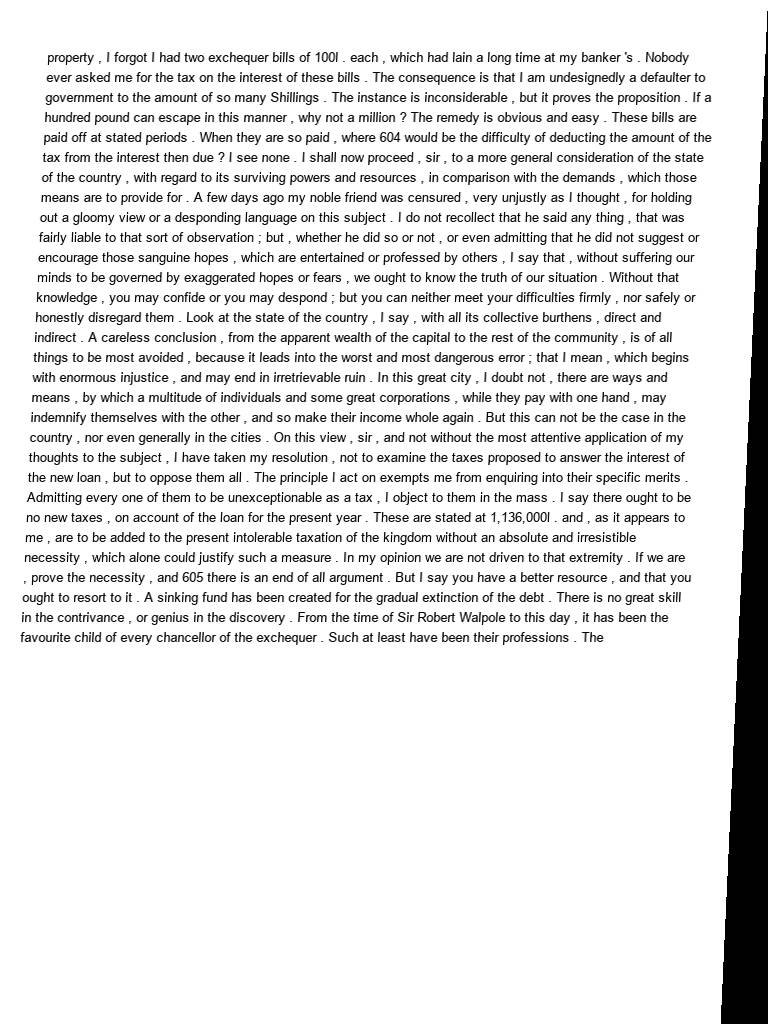 property , I forgot I had two exchequer bills of 100l . each , which had lain a long time at my banker 's . Nobody
ever asked me for the tax on the interest of these bills . The consequence is that I am undesignedly a defaulter to
government to the amount of so many Shillings . The instance is inconsiderable , but it proves the proposition . If a
hundred pound can escape in this manner , why not a million ? The remedy is obvious and easy . These bills are
paid off at stated periods . When they are so paid , where 604 would be the difficulty of deducting the amount of the
tax from the interest then due ? I see none . I shall now proceed , sir , to a more general consideration of the state
of the country , with regard to its surviving powers and resources , in comparison with the demands , which those
means are to provide for . A few days ago my noble friend was censured , very unjustly as I thought , for holding
out a gloomy view or a desponding language on this subject . I do not recollect that he said any thing , that was
fairly liable to that sort of observation ; but , whether he did so or not , or even admitting that he did not suggest or
encourage those sanguine hopes , which are entertained or professed by others , I say that , without suffering our
minds to be governed by exaggerated hopes or fears , we ought to know the truth of our situation . Without that
knowledge , you may confide or you may despond ; but you can neither meet your difficulties firmly , nor safely or
honestly disregard them . Look at the state of the country , I say , with all its collective burthens , direct and
indirect . A careless conclusion , from the apparent wealth of the capital to the rest of the community , is of all
things to be most avoided , because it leads into the worst and most dangerous error ; that I mean , which begins
with enormous injustice , and may end in irretrievable ruin . In this great city , I doubt not , there are ways and
means , by which a multitude of individuals and some great corporations , while they pay with one hand , may
indemnify themselves with the other , and so make their income whole again . But this can not be the case in the
country , nor even generally in the cities . On this view , sir , and not without the most attentive application of my
thoughts to the subject , I have taken my resolution , not to examine the taxes proposed to answer the interest of
the new loan , but to oppose them all . The principle I act on exempts me from enquiring into their specific merits .
Admitting every one of them to be unexceptionable as a tax , I object to them in the mass . I say there ought to be
no new taxes , on account of the loan for the present year . These are stated at 1,136,000l . and , as it appears to
me , are to be added to the present intolerable taxation of the kingdom without an absolute and irresistible
necessity , which alone could justify such a measure . In my opinion we are not driven to that extremity . If we are
, prove the necessity , and 605 there is an end of all argument . But I say you have a better resource , and that you
ought to resort to it . A sinking fund has been created for the gradual extinction of the debt . There is no great skill
in the contrivance , or genius in the discovery . From the time of Sir Robert Walpole to this day , it has been the
favourite child of every chancellor of the exchequer . Such at least have been their professions . The